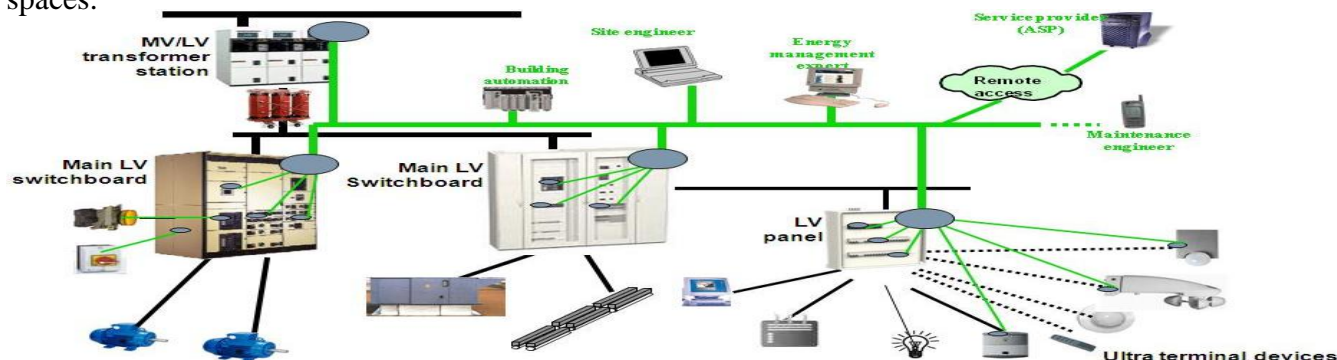 spaces.
MV/LV
transformer
station
Building
automation
Site engineer
Energy
management
expert
Service provider
(ASP)
Remote
access
Maintenance
engineer
Main LV
switchboard
Main LV
Switchboard
LV
panel
Ultra terminal devices